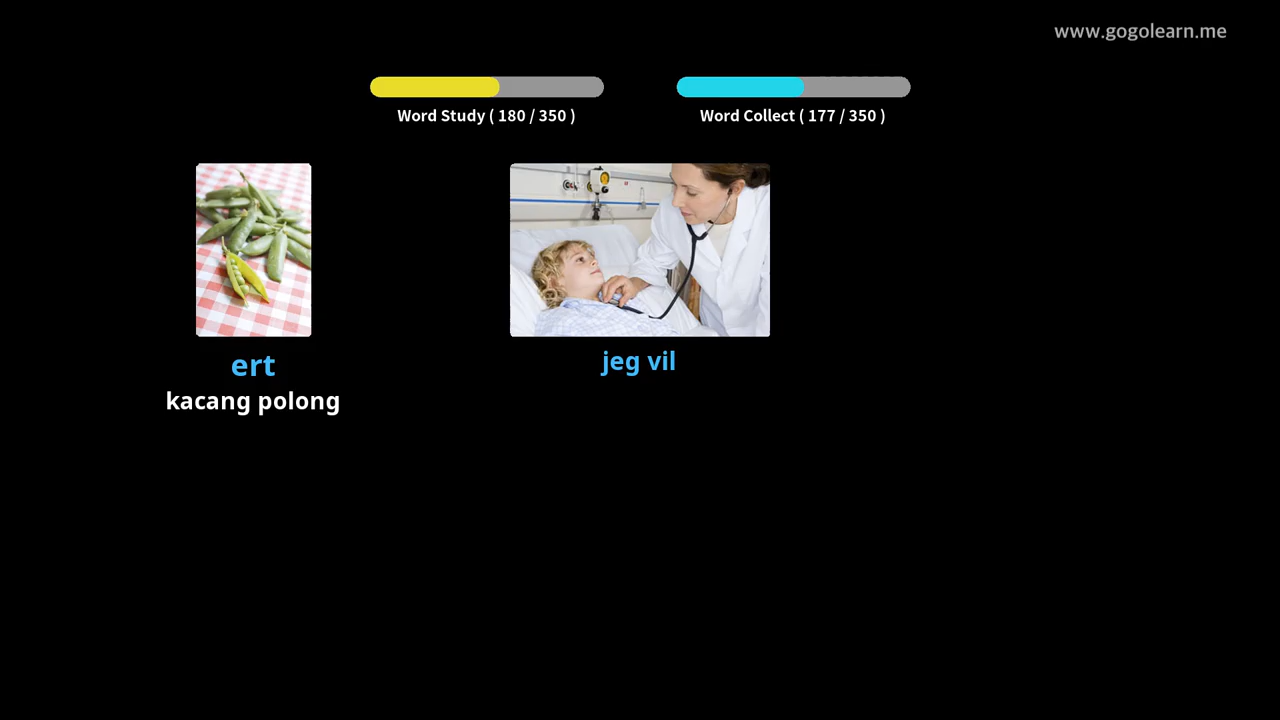 www.gogolearn.me
Word Study ( 180 / 350 )
Word Collect ( 177 / 350 )
ert
kacang polong
jeg vil